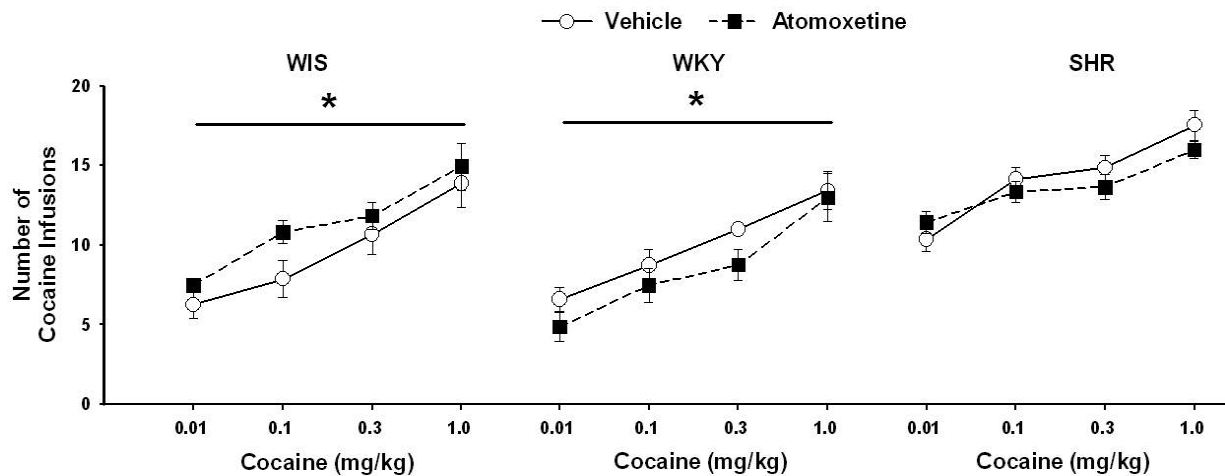 Vehicle Atomoxetine
WIS WKY SHR
* *
20
15
10
5
0
Number of
Cocaine Infusions
0.01 0.1 0.3 1.0 0.01 0.1 0.3 1.0 0.01 0.1 0.3 1.0
Cocaine (mg/kg) Cocaine (mg/kg) Cocaine (mg/kg)